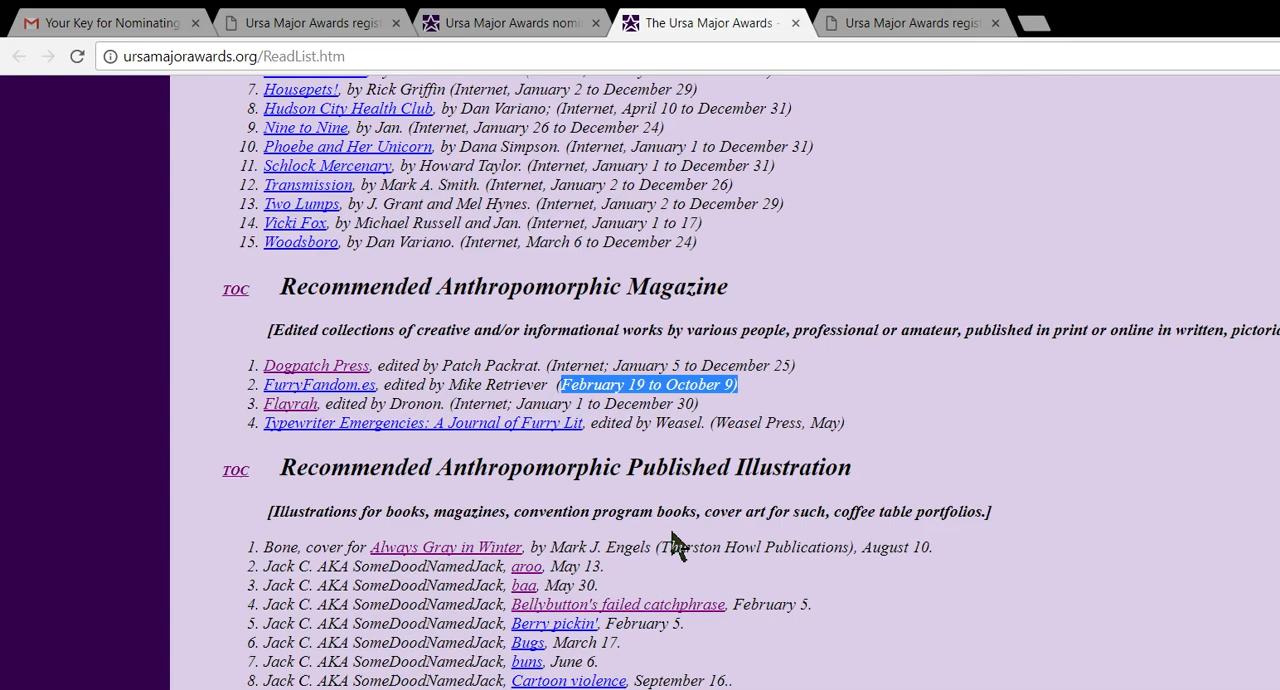 Your Key for Nominating
Ursa Major Awards regist
Ursa Major Awards nomi
The Ursa Major Awards -
Ursa Major Awards regist
ursamajorawards.org/ReadList.htm
7. Housepets!, by Rick Griffin (Internet, January 2 to December 29)
8. Hudson City Health Club, by Dan Variano; (Internet, April 10 to December 31)
9. Nine to Nine, by Jan. (Internet, January 26 to December 24)
10. Phoebe and Her Unicorn, by Dana Simpson. (Internet, January 1 to December 31)
11. Schlock Mercenary, by Howard Taylor. (Internet, January 1 to December 31)
12. Transmission, by Mark A. Smith. (Internet, January 2 to December 26)
13. Two Lumps, by J. Grant and Mel Hynes. (Internet, January 2 to December 29)
14. Vicki Fox, by Michael Russell and Jan. (Internet, January 1 to 17)
15. Woodsboro, by Dan Variano. (Internet, March 6 to December 24)
TOC Recommended Anthropomorphic Magazine
[Edited collections of creative and/or informational works by various people, professional or amateur, published in print or online in written, pictoria
1. Dogpatch Press, edited by Patch Packrat. (Internet; January 5 to December 25)
2. FurryFandom.es, edited by Mike Retriever (February 19 to October 9)
3. Flayrah, edited by Dronon. (Internet; January 1 to December 30)
4. Typewriter Emergencies: A Journal of Furry Lit, edited by Weasel. (Weasel Press, May)
TOC Recommended Anthropomorphic Published Illustration
[Illustrations for books, magazines, convention program books, cover art for such, coffee table portfolios.]
1. Bone, cover for Always Gray in Winter, by Mark J. Engels (Thurston Howl Publications), August 10.
2. Jack C. AKA SomeDoodNamedJack, aroo, May 13.
3. Jack C. AKA SomeDoodNamedJack, baa, May 30.
4. Jack C. AKA SomeDoodNamedJack, Bellybutton's failed catchphrase, February 5.
5. Jack C. AKA SomeDoodNamedJack, Berry pickin', February 5.
6. Jack C. AKA SomeDoodNamedJack, Bugs, March 17.
7. Jack C. AKA SomeDoodNamedJack, buns, June 6.
8. Jack C. AKA SomeDoodNamedJack, Cartoon violence, September 16..